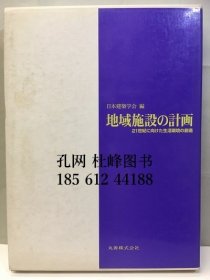 日本建築学会 編
地域施設の計画
21世紀に向けた生活環境の創造
孔网 杜峰图书
185 612 44188
丸善株式会社